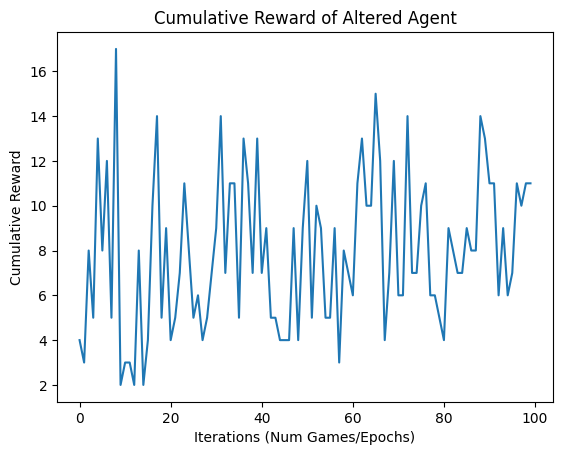 Cumulative Reward of Altered Agent
Cumulative Reward
16
14
12
10
8
6
4
2
0 20 40 60 80 100
Iterations (Num Games/Epochs)